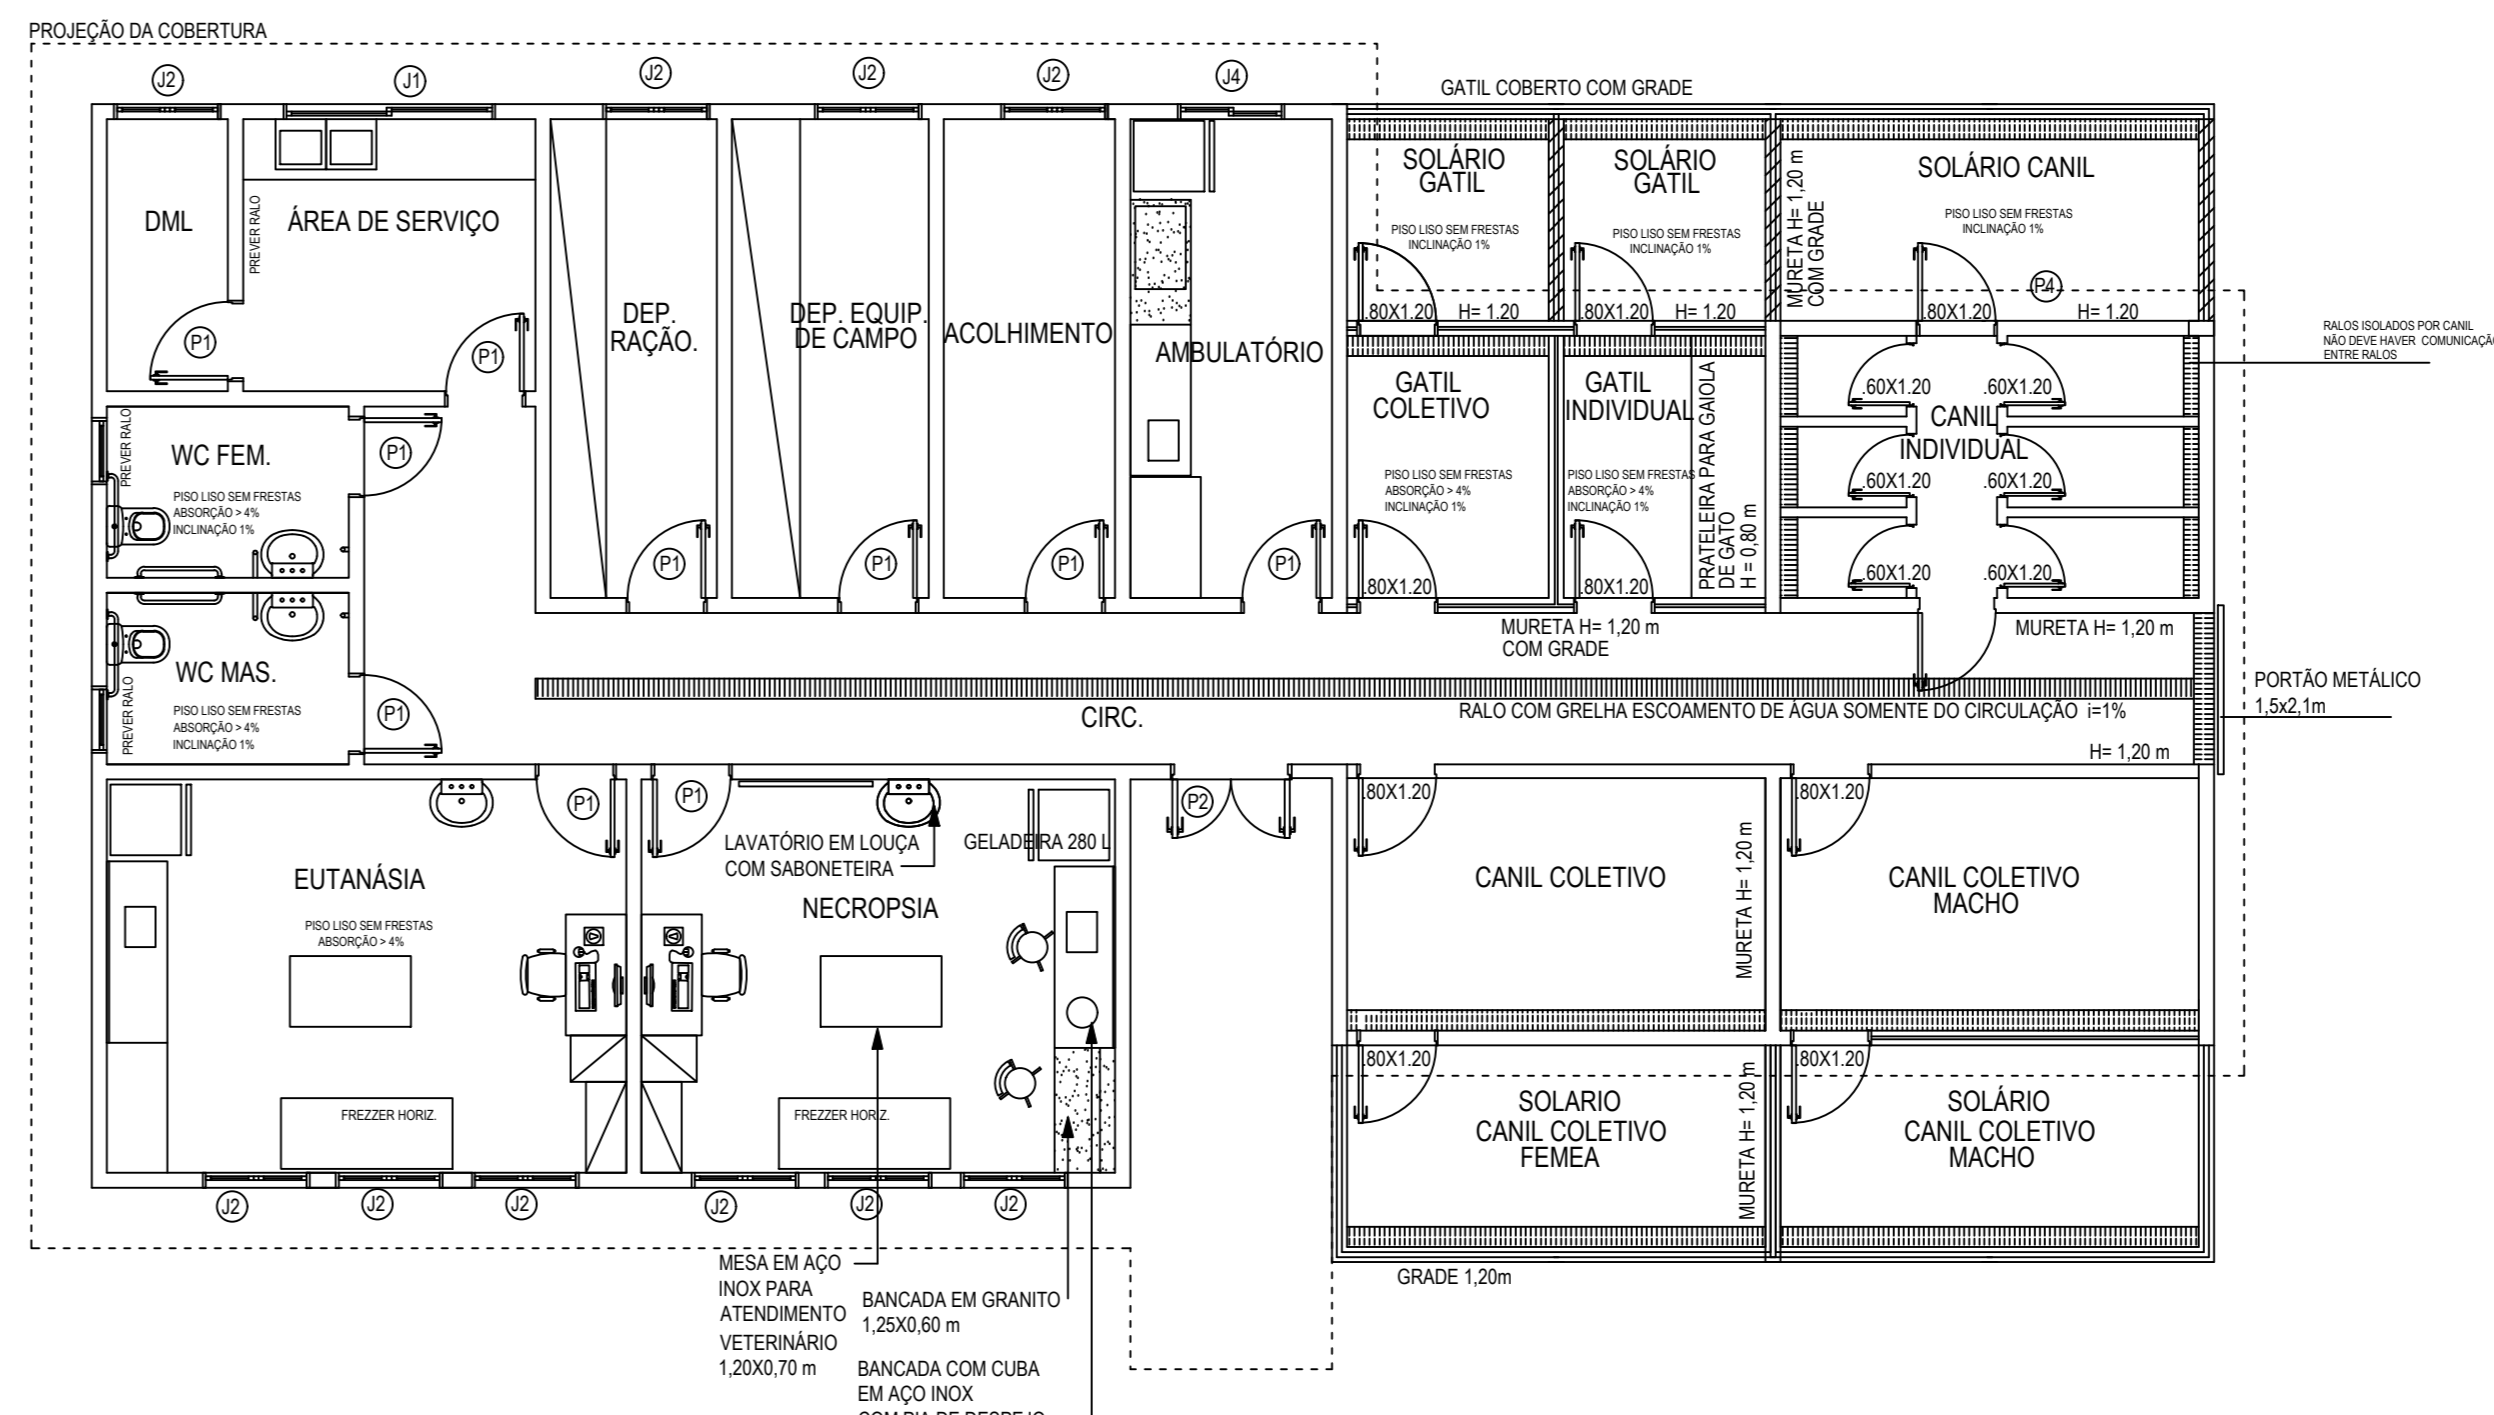 PROJEÇÃO DA COBERTURA
J2
J1
J2
J2
J2
J4
GATIL COBERTO COM GRADE
DML
PREVER RALO
ÁREA DE SERVIÇO
P1
P1
DEP.
RAÇÃO.
P1
DEP. EQUIP.
DE CAMPO
P1
ACOLHIMENTO
P1
AMBULATÓRIO
P1
SOLÁRIO
GATIL
PISO LISO SEM FRESTAS
INCLINAÇÃO 1%
.80X1.20
H= 1.20
SOLÁRIO
GATIL
PISO LISO SEM FRESTAS
INCLINAÇÃO 1%
.80X1.20
H= 1.20
MURETA H= 1,20 m
COM GRADE
SOLÁRIO CANIL
PISO LISO SEM FRESTAS
INCLINAÇÃO 1%
P4
.80X1.20
H= 1.20
RALOS ISOLADOS POR CANIL
NÃO DEVE HAVER COMUNICAÇÃO
ENTRE RALOS
GATIL
COLETIVO
PISO LISO SEM FRESTAS
ABSORÇÃO > 4%
INCLINAÇÃO 1%
.80X1.20
GATIL
INDIVIDUAL
PISO LISO SEM FRESTAS
ABSORÇÃO > 4%
INCLINAÇÃO 1%
.80X1.20
PRATELEIRA PARA GAIOLA
DE GATO
H = 0,80 m
.60X1.20 .60X1.20
CANIL
INDIVIDUAL
.60X1.20 .60X1.20
.60X1.20 .60X1.20
PREVER RALO
WC FEM.
PISO LISO SEM FRESTAS
ABSORÇÃO > 4%
INCLINAÇÃO 1%
P1
WC MAS.
PREVER RALO
PISO LISO SEM FRESTAS
ABSORÇÃO > 4%
INCLINAÇÃO 1%
P1
MURETA H= 1,20 m
COM GRADE
MURETA H= 1,20 m
CIRC.
RALO COM GRELHA ESCOAMENTO DE ÁGUA SOMENTE DO CIRCULAÇÃO i=1%
PORTÃO METÁLICO
1,5x2,1m
H= 1,20 m
P1
P1
P2
EUTANÁSIA
PISO LISO SEM FRESTAS
ABSORÇÃO > 4%
FREZZER HORIZ.
LAVATÓRIO EM LOUÇA
COM SABONETEIRA
GELADEIRA 280 L
NECROPSIA
FREZZER HORIZ.
.80X1.20
CANIL COLETIVO
MURETA H= 1,20 m
.80X1.20
CANIL COLETIVO
MACHO
.80X1.20
SOLARIO
CANIL COLETIVO
FEMEA
MURETA H= 1,20 m
.80X1.20
SOLÁRIO
CANIL COLETIVO
MACHO
J2
J2
J2
J2
J2
J2
MESA EM AÇO
INOX PARA
ATENDIMENTO
VETERINÁRIO
1,20X0,70 m
BANCADA EM GRANITO
1,25X0,60 m
BANCADA COM CUBA
EM AÇO INOX
COM PIA DE DESPEJO
GRADE 1,20m